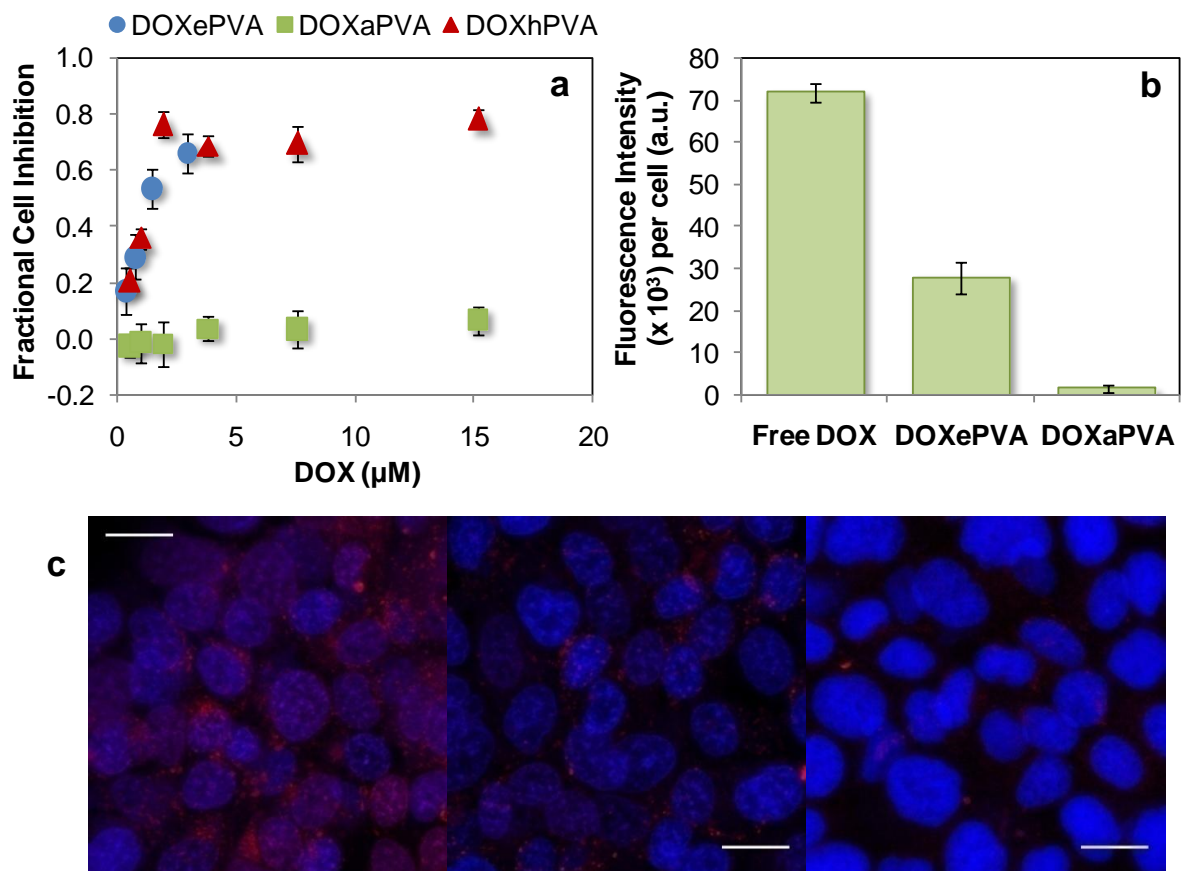 DOXePVA DOXaPVA DOXhPVA
a
Fractional Cell Inhibition
1.0
0.8
0.6
0.4
0.2
0.0
-0.2
0 5 10 15 20
DOX (µM)
b
Fluorescence Intensity
(x 10³) per cell (a.u.)
80
70
60
50
40
30
20
10
0
Free DOX DOXePVA DOXaPVA
c